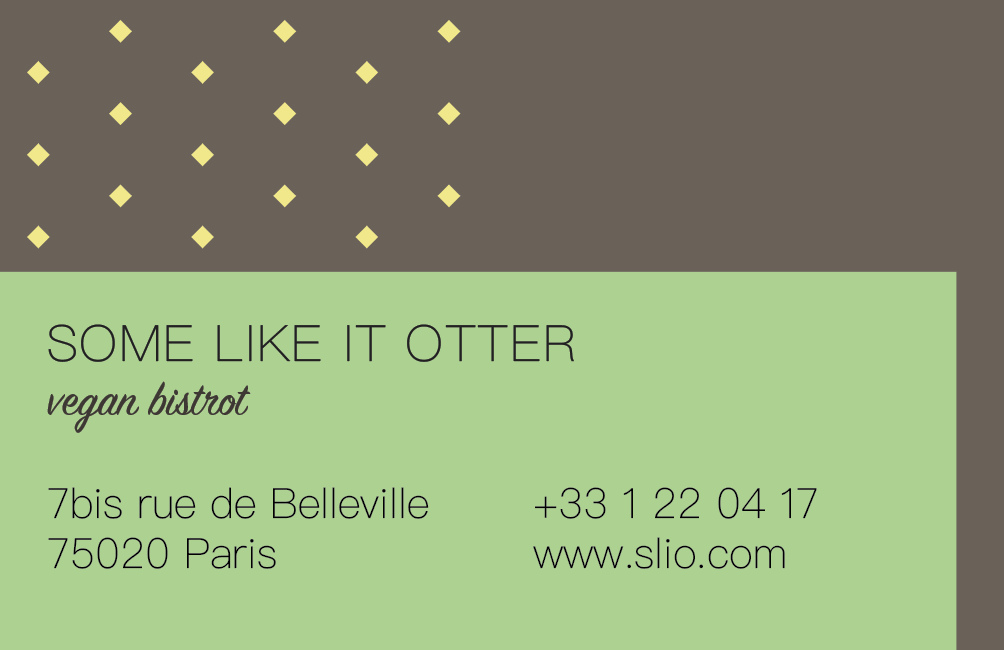 SOME LIKE IT OTTER
vegan bistrot
7bis rue de Belleville
75020 Paris
+33 1 22 04 17
www.slio.com